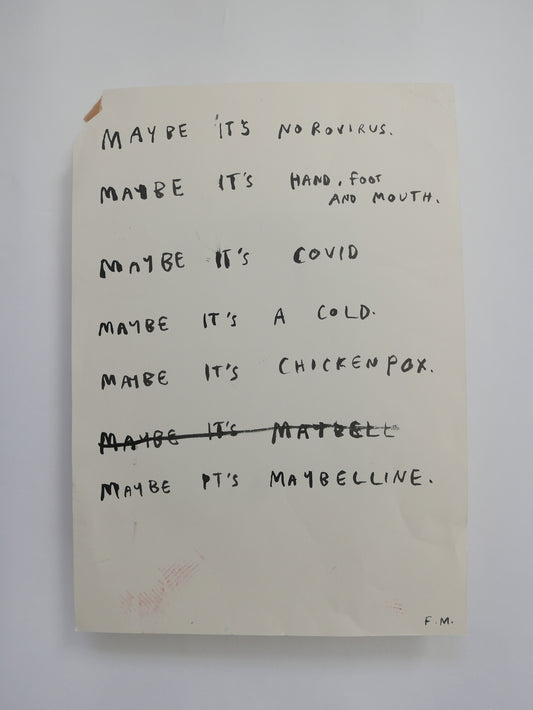 MAYBE IT'S NOROVIRUS.
MAYBE IT'S HAND, FOOT
AND MOUTH.
MAYBE IT'S COVID
MAYBE IT'S A COLD.
MAYBE IT'S CHICKENPOX.
MAYBE IT'S MAYBELL
MAYBE IT'S MAYBELLINE.
F.M.